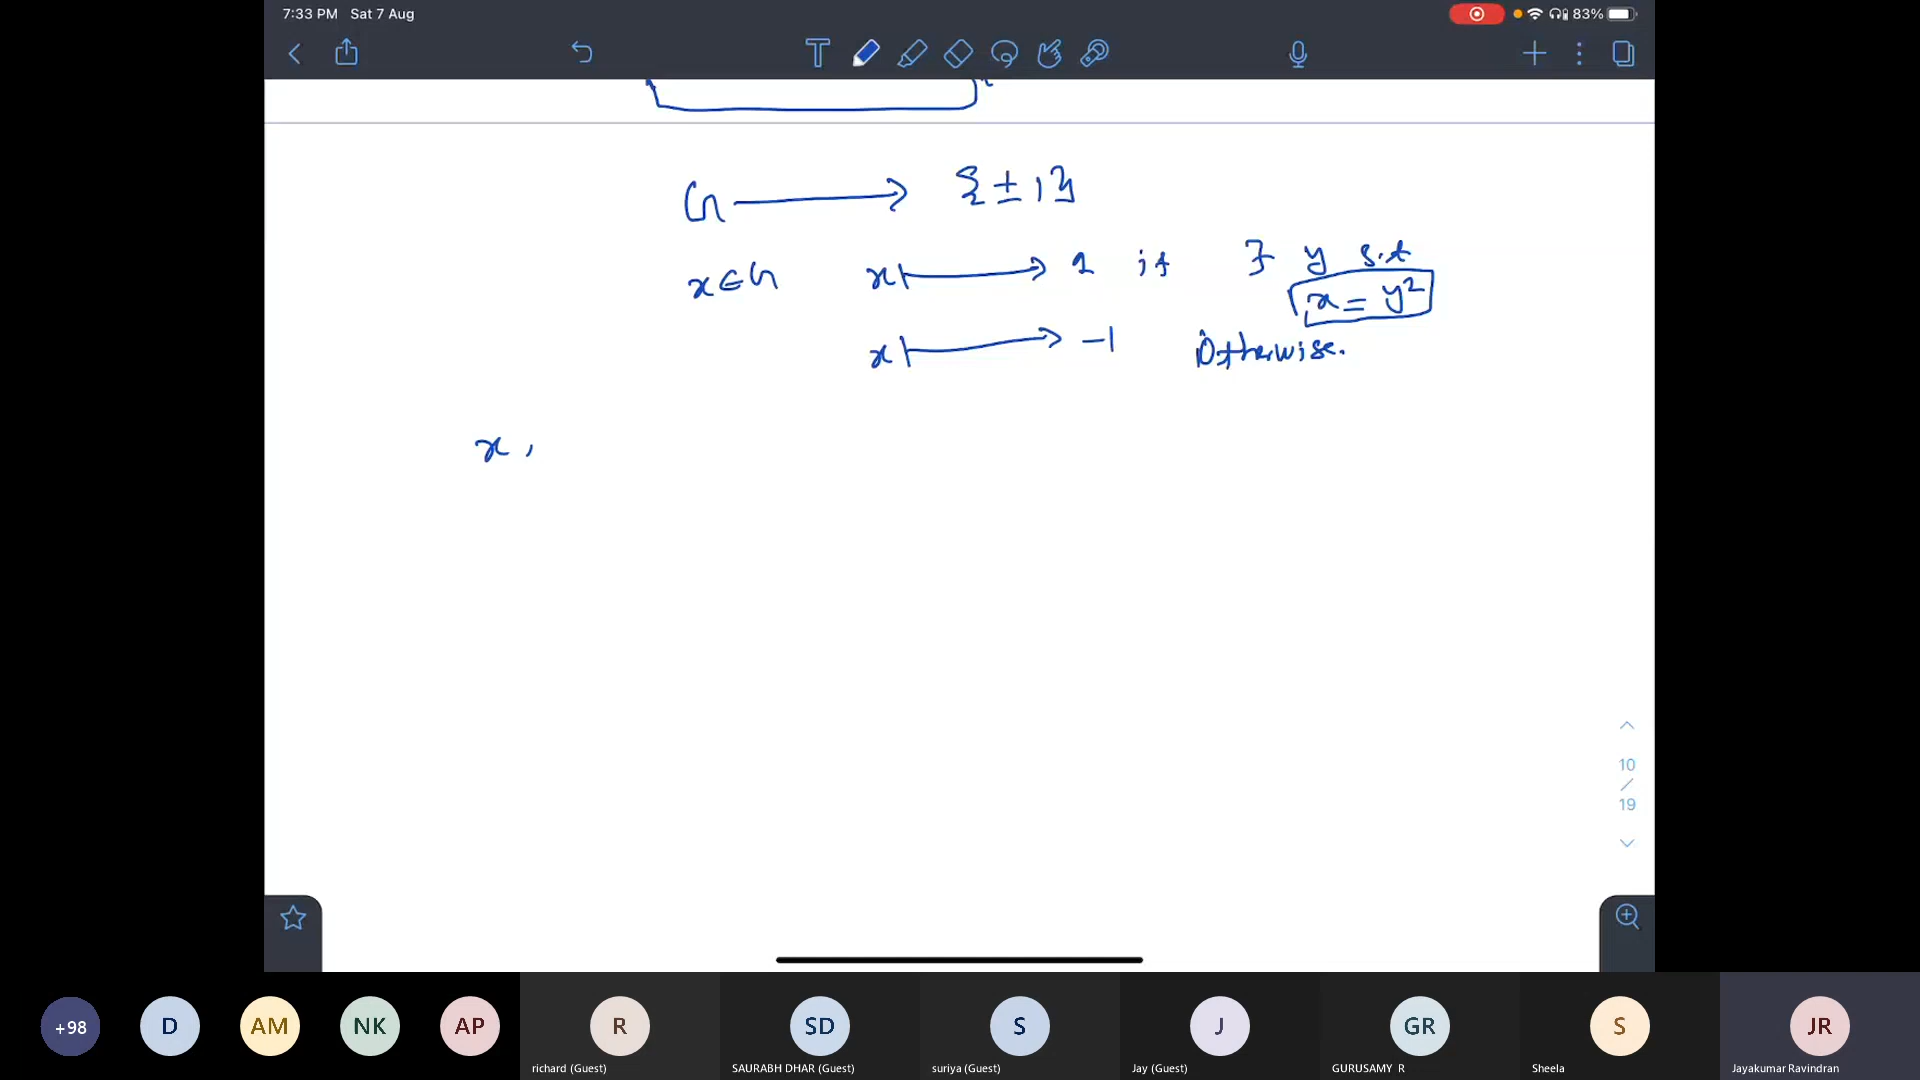 7:33 PM Sat 7 Aug
83%
G → {±1}
x∈G x ↦ 1 if ∃ y s.t
x = y²
x ↦ -1 Otherwise.
x ,
10
/
19
+98 D AM NK AP R SD S J GR S JR
richard (Guest) SAURABH DHAR (Guest) suriya (Guest) Jay (Guest) GURUSAMY R Sheela Jayakumar Ravindran